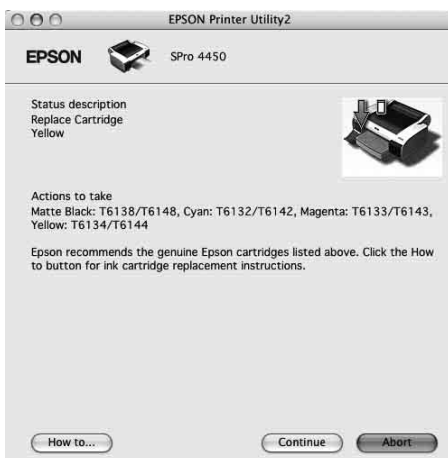 EPSON Printer Utility2
EPSON
SPro 4450
Status description
Replace Cartridge
Yellow
Actions to take
Matte Black: T6138/T6148, Cyan: T6132/T6142, Magenta: T6133/T6143,
Yellow: T6134/T6144
Epson recommends the genuine Epson cartridges listed above. Click the How
to button for ink cartridge replacement instructions.
How to...
Continue
Abort